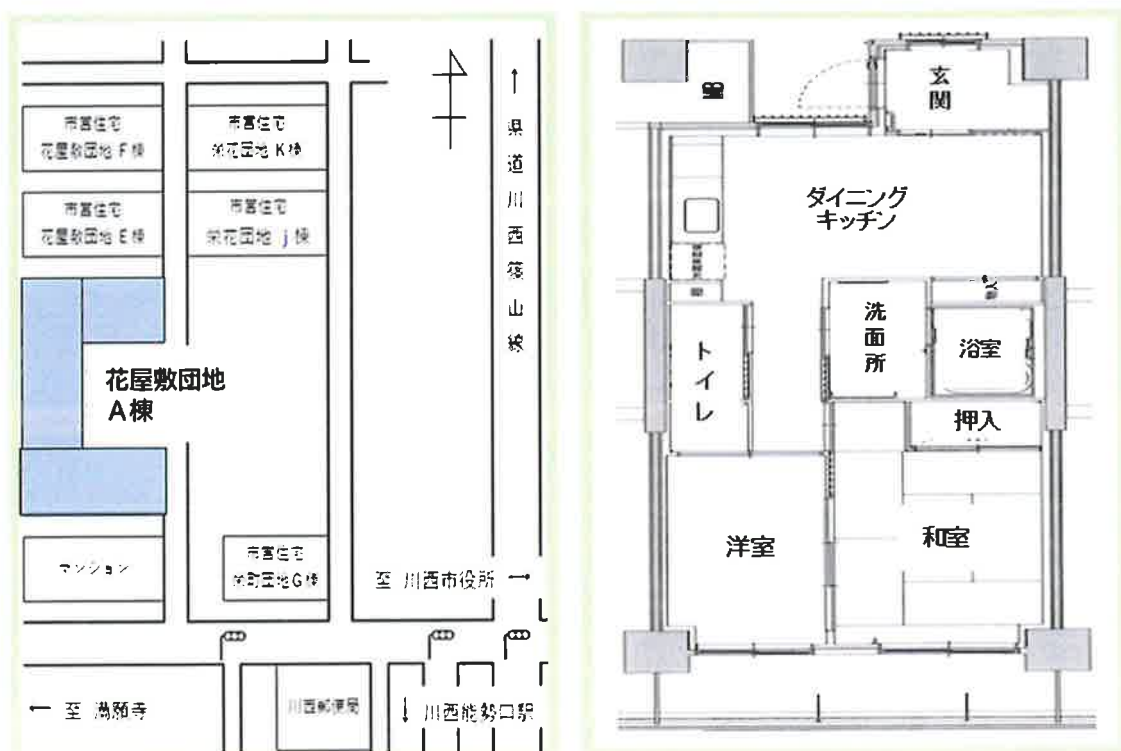 市営住宅
花屋敷団地 F 棟
市営住宅
栄花団地 K 棟
市営住宅
花屋敷団地 E 棟
市営住宅
栄花団地 j 棟
花屋敷団地
A棟
マンション
市営住宅
栄町団地G棟
県道川西篠山線
至 川西市役所 →
← 至 満願寺
川西郵便局
↓ 川西能勢口駅
玄関
ダイニング
キッチン
洗面所
浴室
トイレ
押入
洋室
和室